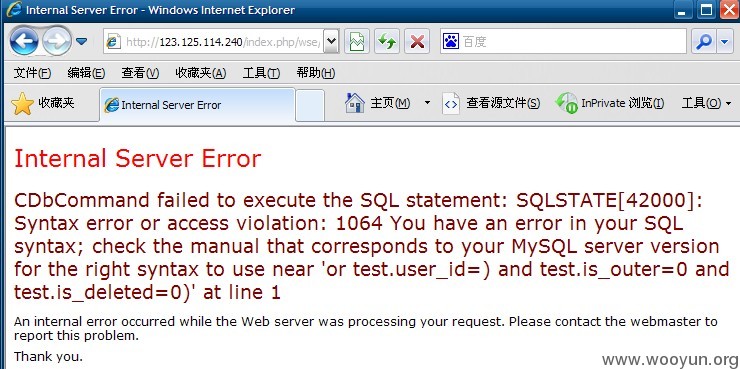 Internal Server Error - Windows Internet Explorer
http://123.125.114.240/index.php/wse,
百度
文件(F) 编辑(E) 查看(V) 收藏夹(A) 工具(T) 帮助(H)
收藏夹 Internal Server Error 主页(M) 查看源文件(S) InPrivate 浏览(I) 工具(O)
Internal Server Error
CDbCommand failed to execute the SQL statement: SQLSTATE[42000]:
Syntax error or access violation: 1064 You have an error in your SQL
syntax; check the manual that corresponds to your MySQL server version
for the right syntax to use near 'or test.user_id=) and test.is_outer=0 and
test.is_deleted=0)' at line 1
An internal error occurred while the Web server was processing your request. Please contact the webmaster to
report this problem.
Thank you.
www.wooyun.org